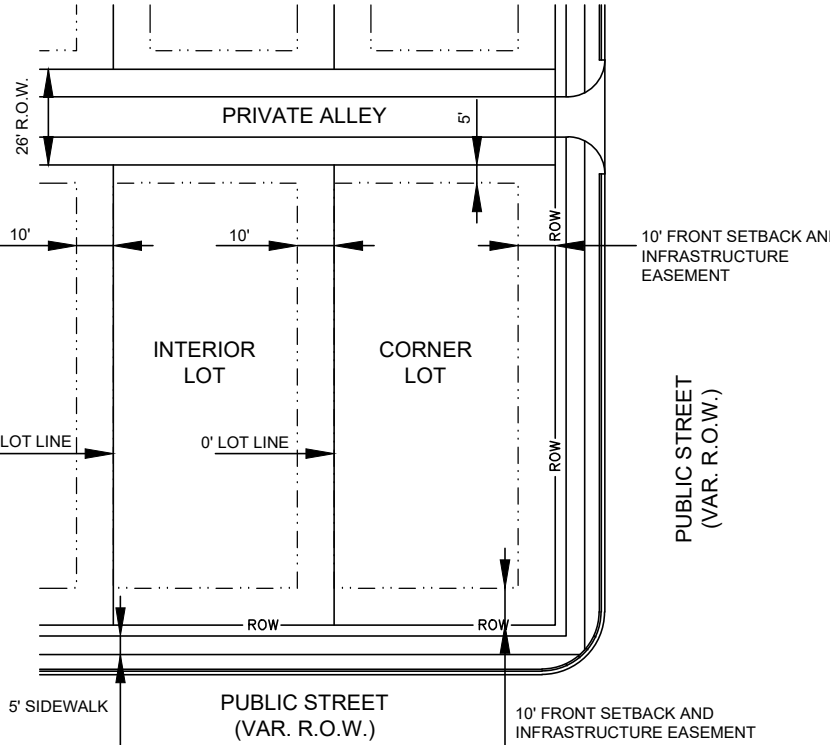 26' R.O.W.
PRIVATE ALLEY
5'
10'
10'
ROW
10' FRONT SETBACK AND
INFRASTRUCTURE
EASEMENT
INTERIOR
LOT
CORNER
LOT
LOT LINE
0' LOT LINE
ROW
PUBLIC STREET
(VAR. R.O.W.)
ROW
ROW
5' SIDEWALK
PUBLIC STREET
(VAR. R.O.W.)
10' FRONT SETBACK AND
INFRASTRUCTURE EASEMENT